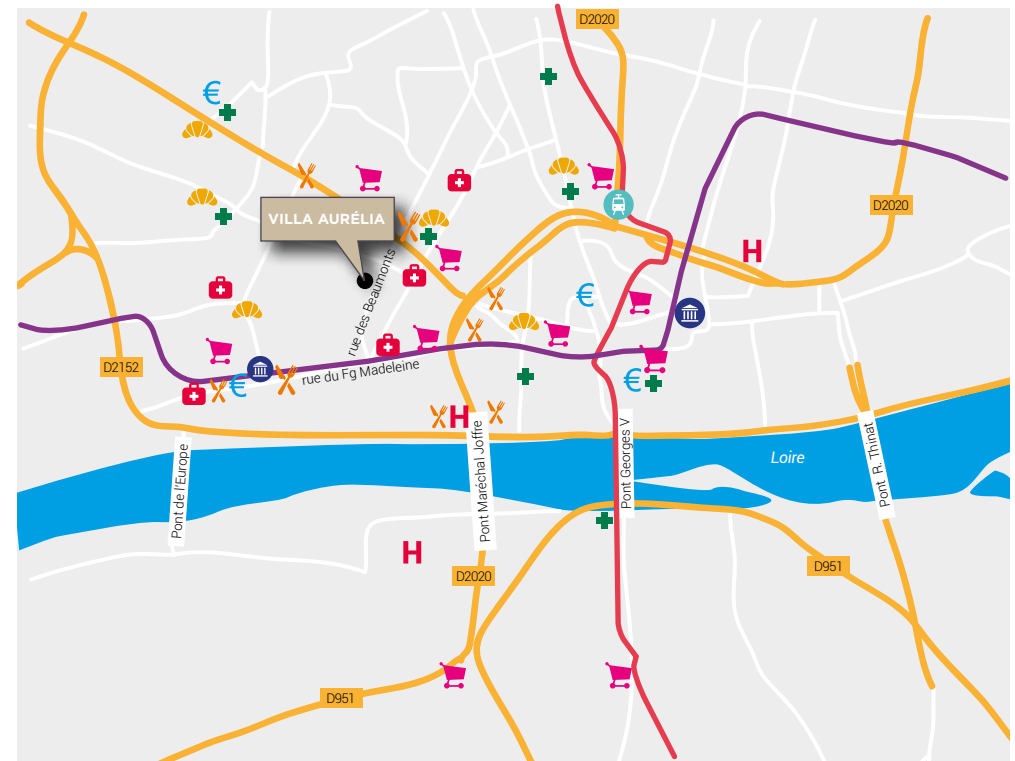 D2020
€
VILLA AURÉLIA
D2020
H
rue des Beaumonts
€
D2152
rue du Fg Madeleine
€
€
H
Pont de l'Europe
Pont Maréchal Joffre
Pont Georges V
Loire
Pont R. Thinat
H
D2020
D951
D951